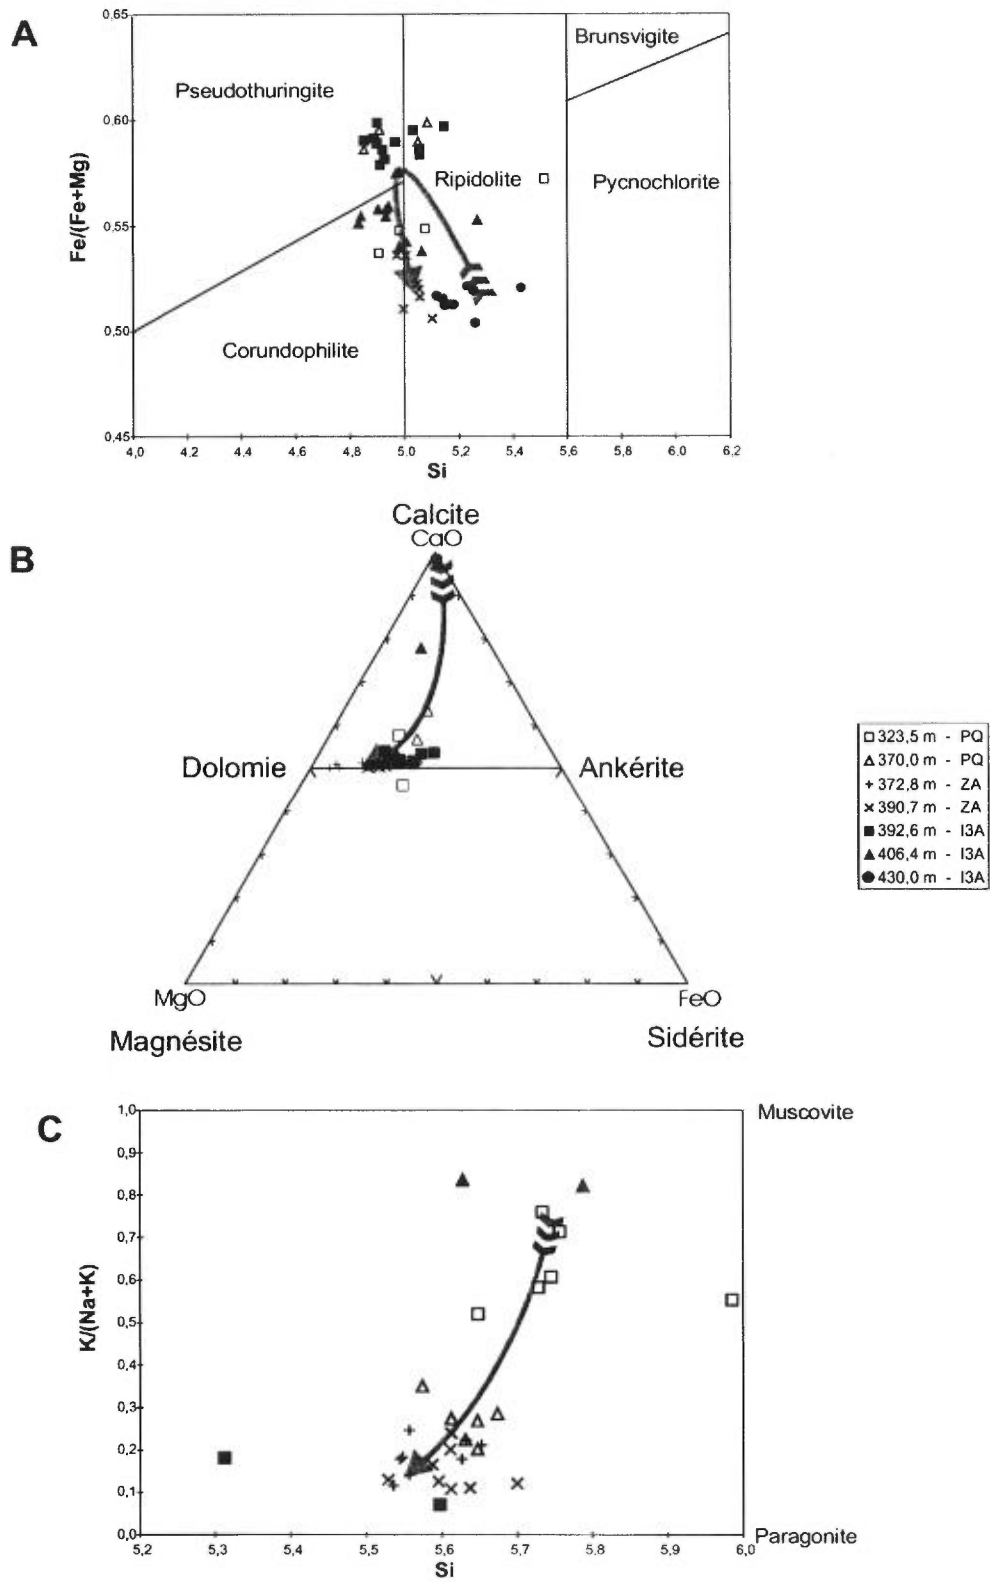 A
0,65
0,60
0,55
0,50
0,45
Fe/(Fe+Mg)
Pseudothuringite
Brunsvigite
Ripidolite
Pycnochlorite
Corundophilite
4,0 4,2 4,4 4,6 4,8 5,0 5,2 5,4 5,6 5,8 6,0 6,2
Si
B
Calcite
CaO
Dolomie
Ankérite
MgO
FeO
Magnésite
Sidérite
323,5 m - PQ
370,0 m - PQ
372,8 m - ZA
390,7 m - ZA
392,6 m - I3A
406,4 m - I3A
430,0 m - I3A
C
1,0
0,9
0,8
0,7
0,6
0,5
0,4
0,3
0,2
0,1
0,0
K/(Na+K)
Muscovite
Paragonite
5,2 5,3 5,4 5,5 5,6 5,7 5,8 5,9 6,0
Si